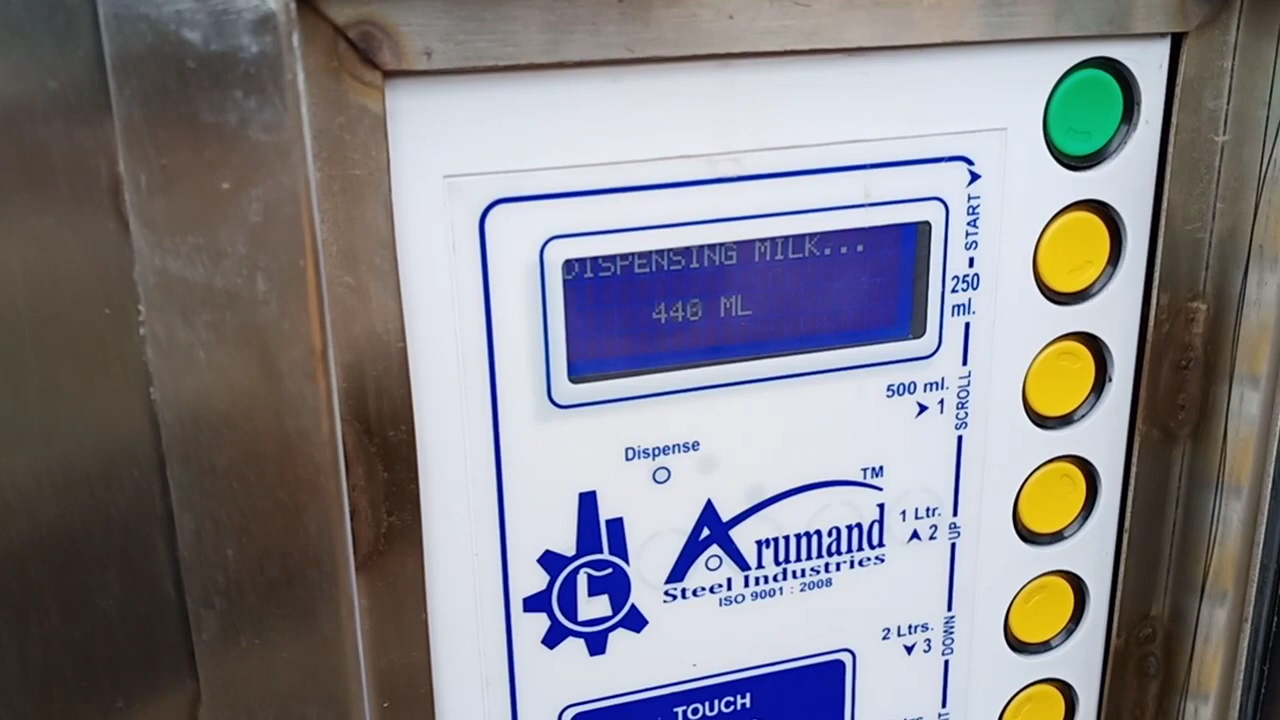 DISPENSING MILK...
440 ML
START
250
ml.
500 ml.
1
SCROLL
Dispense
TM
Arumand
Steel Industries
ISO 9001 : 2008
1 Ltr.
2
UP
2 Ltrs.
3
DOWN
TOUCH